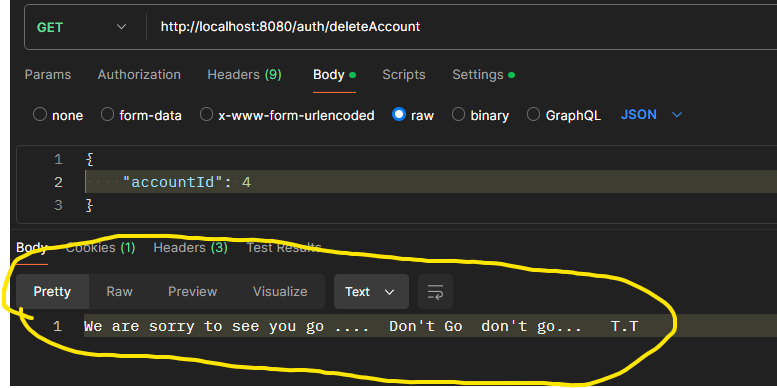 GET http://localhost:8080/auth/deleteAccount
Params Authorization Headers (9) Body Scripts Settings
none form-data x-www-form-urlencoded raw binary GraphQL JSON
1 {
2 "accountId": 4
3 }
Body Cookies (1) Headers (3) Test Results
Pretty Raw Preview Visualize Text
1 We are sorry to see you go .... Don't Go don't go... T.T